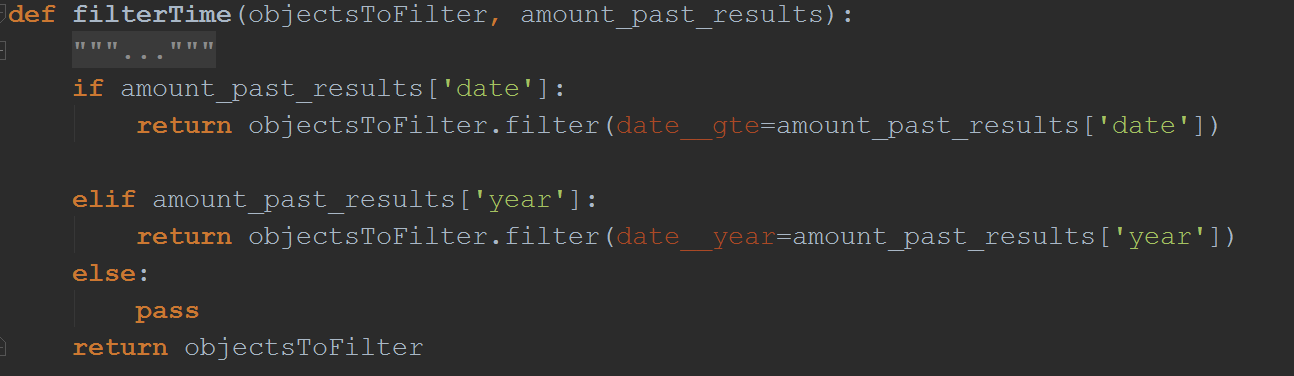 def filterTime(objectsToFilter, amount_past_results):
    """..."""
    if amount_past_results['date']:
        return objectsToFilter.filter(date__gte=amount_past_results['date'])

    elif amount_past_results['year']:
        return objectsToFilter.filter(date__year=amount_past_results['year'])
    else:
        pass
    return objectsToFilter